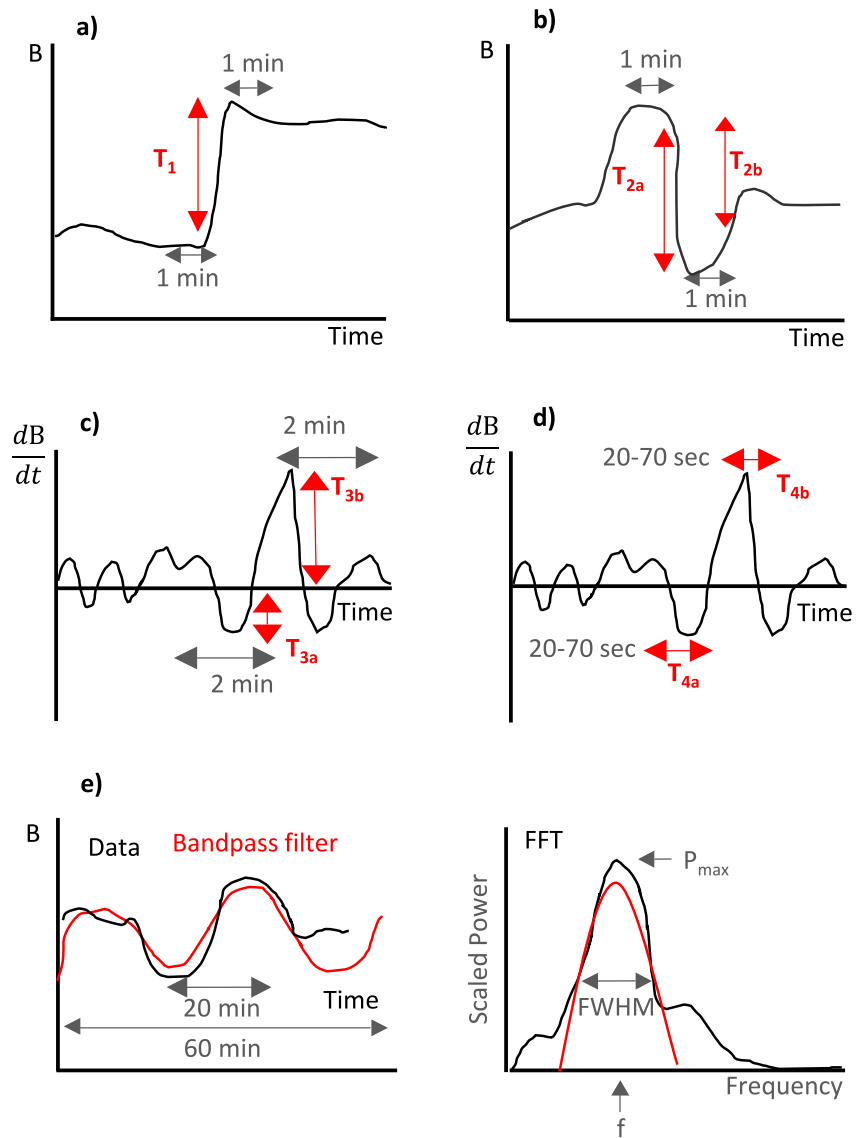 a)
B
1 min
T1
1 min
Time
b)
B
1 min
T2a
T2b
1 min
Time
c)
dB
dt
2 min
T3b
Time
T3a
2 min
d)
dB
dt
20-70 sec
T4b
Time
20-70 sec
T4a
e)
B
Data
Bandpass filter
20 min
Time
60 min
FFT
Pmax
Scaled Power
FWHM
Frequency
f